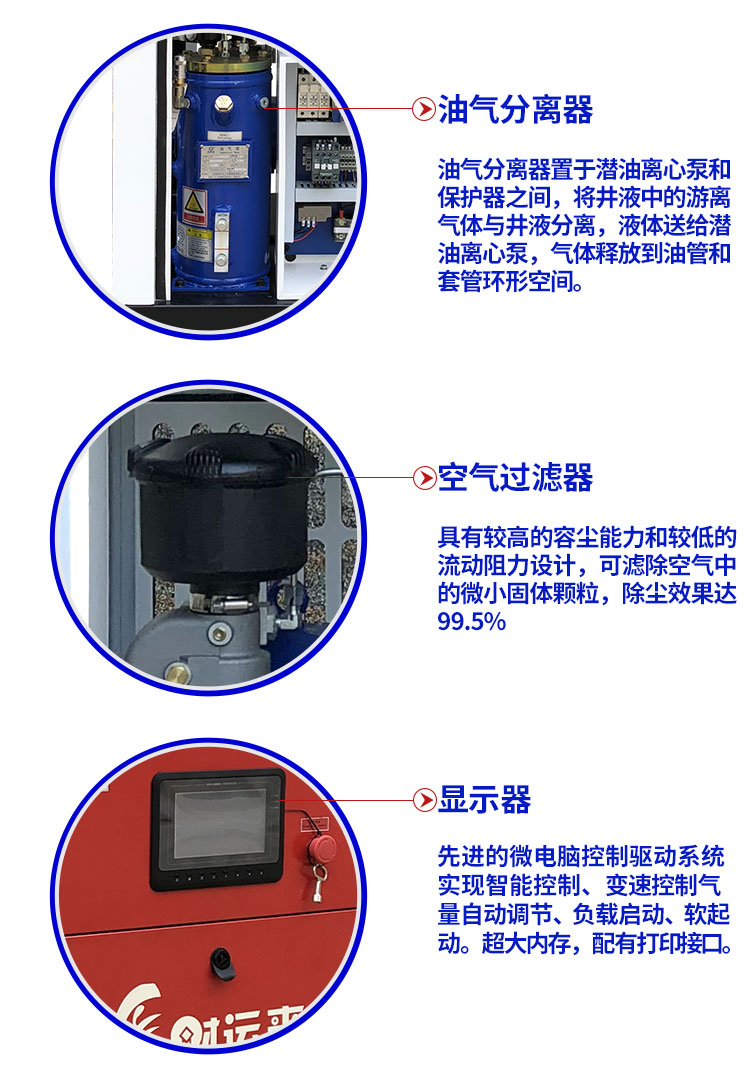 油气分离器
油气分离器置于潜油离心泵和
保护器之间，将井液中的游离
气体与井液分离，液体送给潜
油离心泵，气体释放到油管和
套管环形空间。
空气过滤器
具有较高的容尘能力和较低的
流动阻力设计，可滤除空气中
的微小固体颗粒，除尘效果达
99.5%
显示器
先进的微电脑控制驱动系统
实现智能控制、变速控制气
量自动调节、负载启动、软起
动。超大内存，配有打印接口。
财运来